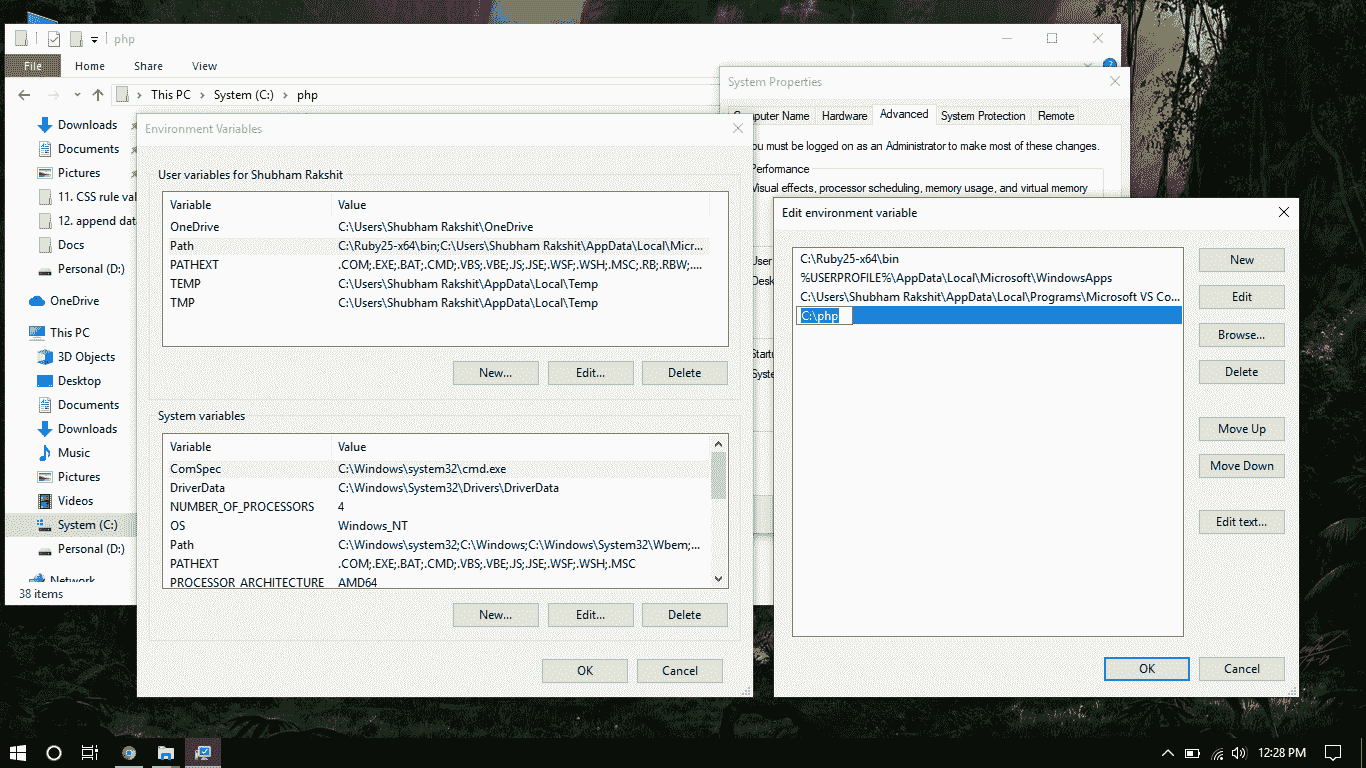 php
File Home Share View
This PC System (C:) php
Downloads
Documents
Pictures
11. CSS rule val
12. append data
Docs
Personal (D:)
OneDrive
This PC
3D Objects
Desktop
Documents
Downloads
Music
Pictures
Videos
System (C:)
Personal (D:)
Network
38 items
System Properties
Computer Name Hardware Advanced System Protection Remote
ou must be logged on as an Administrator to make most of these changes.
Performance
Visual effects, processor scheduling, memory usage, and virtual memory
User
Desk
Startu
Syste
Environment Variables
User variables for Shubham Rakshit
Variable Value
OneDrive C:\Users\Shubham Rakshit\OneDrive
Path C:\Ruby25-x64\bin;C:\Users\Shubham Rakshit\AppData\Local\Micr...
PATHEXT .COM;.EXE;.BAT;.CMD;.VBS;.VBE;.JS;.JSE;.WSF;.WSH;.MSC;.RB;.RBW;....
TEMP C:\Users\Shubham Rakshit\AppData\Local\Temp
TMP C:\Users\Shubham Rakshit\AppData\Local\Temp
New... Edit... Delete
System variables
Variable Value
ComSpec C:\Windows\system32\cmd.exe
DriverData C:\Windows\System32\Drivers\DriverData
NUMBER_OF_PROCESSORS 4
OS Windows_NT
Path C:\Windows\system32;C:\Windows;C:\Windows\System32\Wbem;...
PATHEXT .COM;.EXE;.BAT;.CMD;.VBS;.VBE;.JS;.JSE;.WSF;.WSH;.MSC
PROCESSOR_ARCHITECTURE AMD64
New... Edit... Delete
OK Cancel
Edit environment variable
C:\Ruby25-x64\bin
%USERPROFILE%\AppData\Local\Microsoft\WindowsApps
C:\Users\Shubham Rakshit\AppData\Local\Programs\Microsoft VS Co...
C:\php
New
Edit
Browse...
Delete
Move Up
Move Down
Edit text...
OK Cancel
12:28 PM